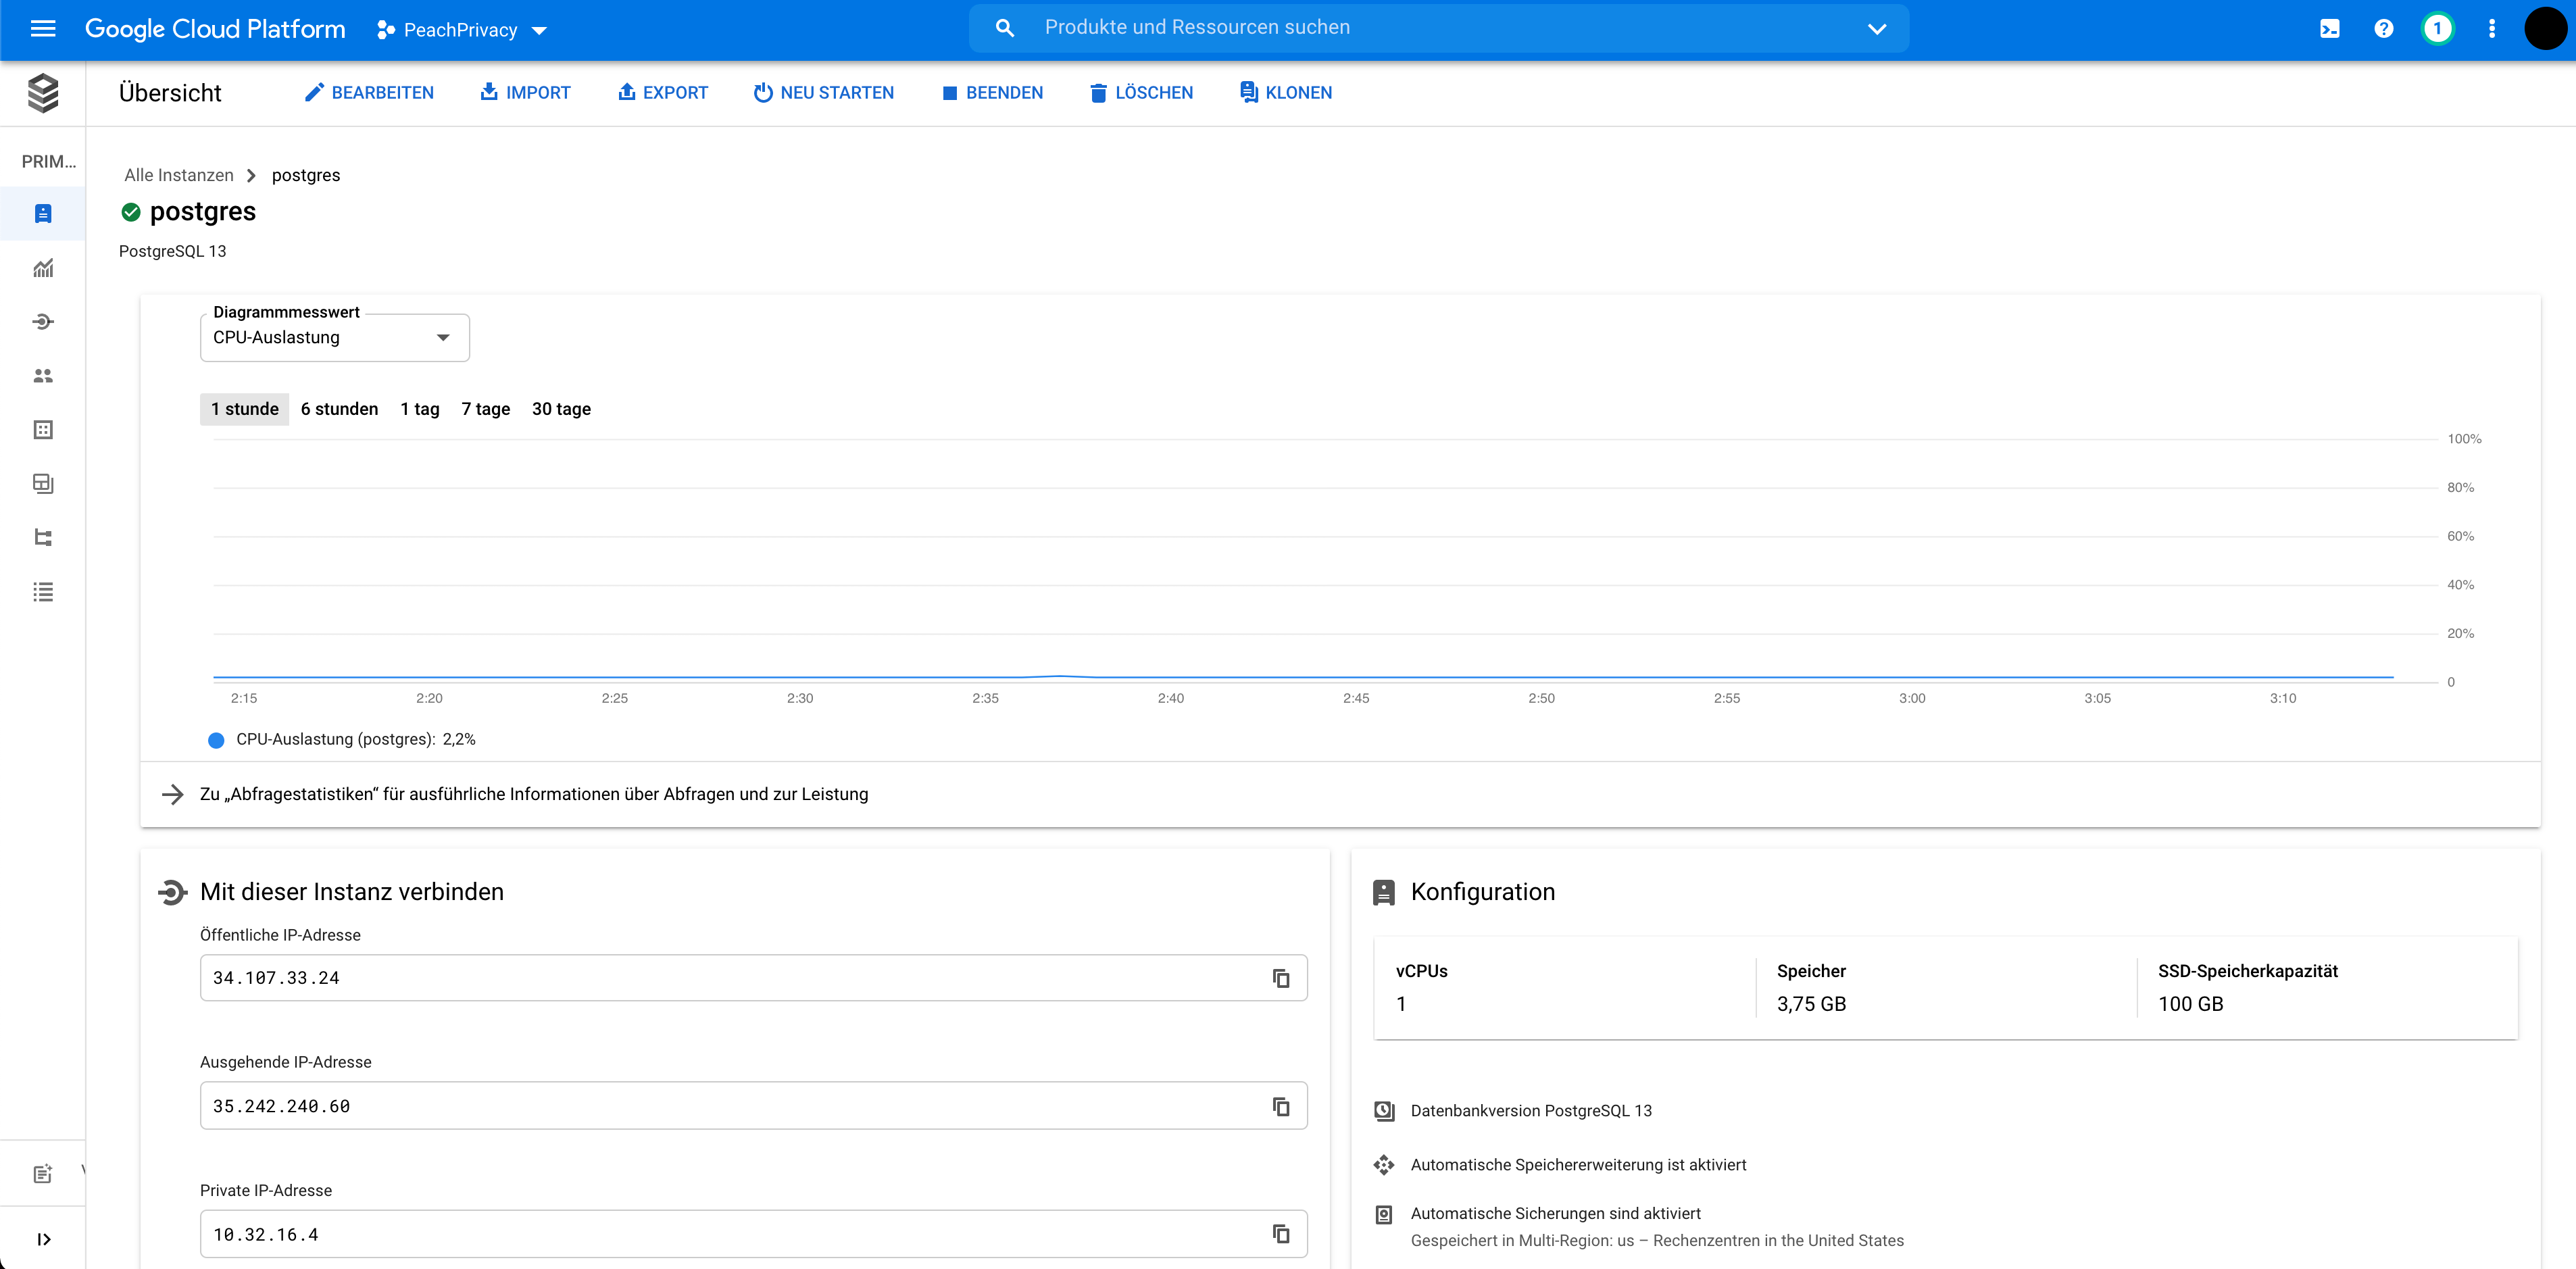 Google Cloud Platform
PeachPrivacy
Produkte und Ressourcen suchen
1
Übersicht
BEARBEITEN
IMPORT
EXPORT
NEU STARTEN
BEENDEN
LÖSCHEN
KLONEN
PRIM...
Alle Instanzen
postgres
postgres
PostgreSQL 13
Diagrammmesswert
CPU-Auslastung
1 stunde
6 stunden
1 tag
7 tage
30 tage
100%
80%
60%
40%
20%
0
2:15
2:20
2:25
2:30
2:35
2:40
2:45
2:50
2:55
3:00
3:05
3:10
CPU-Auslastung (postgres): 2,2%
Zu „Abfragestatistiken“ für ausführliche Informationen über Abfragen und zur Leistung
Mit dieser Instanz verbinden
Öffentliche IP-Adresse
34.107.33.24
Ausgehende IP-Adresse
35.242.240.60
Private IP-Adresse
10.32.16.4
Konfiguration
vCPUs
1
Speicher
3,75 GB
SSD-Speicherkapazität
100 GB
Datenbankversion PostgreSQL 13
Automatische Speichererweiterung ist aktiviert
Automatische Sicherungen sind aktiviert
Gespeichert in Multi-Region: us – Rechenzentren in the United States